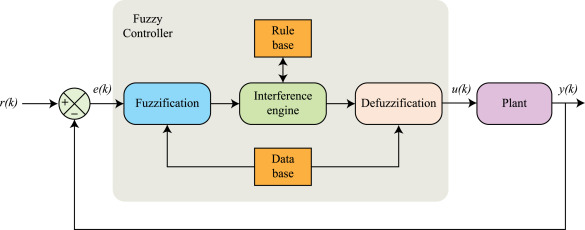 Fuzzy
Controller
Rule
base
r(k)
+
−
e(k)
Fuzzification
Interference
engine
Defuzzification
u(k)
Plant
y(k)
Data
base